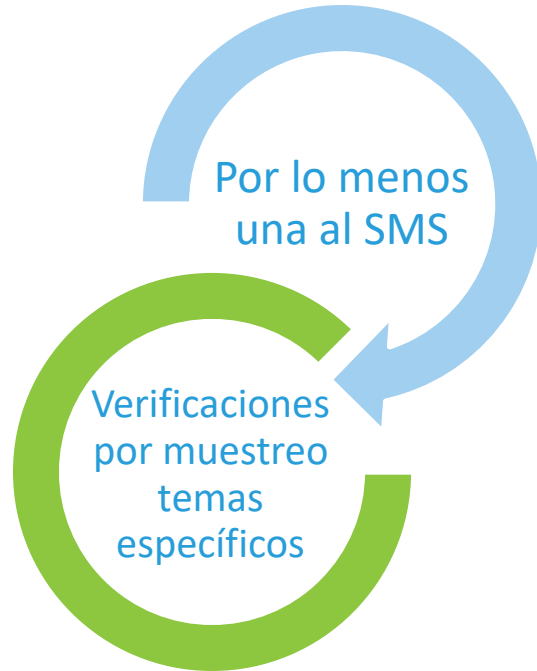 Por lo menos
una al SMS
Verificaciones
por muestreo
temas
específicos